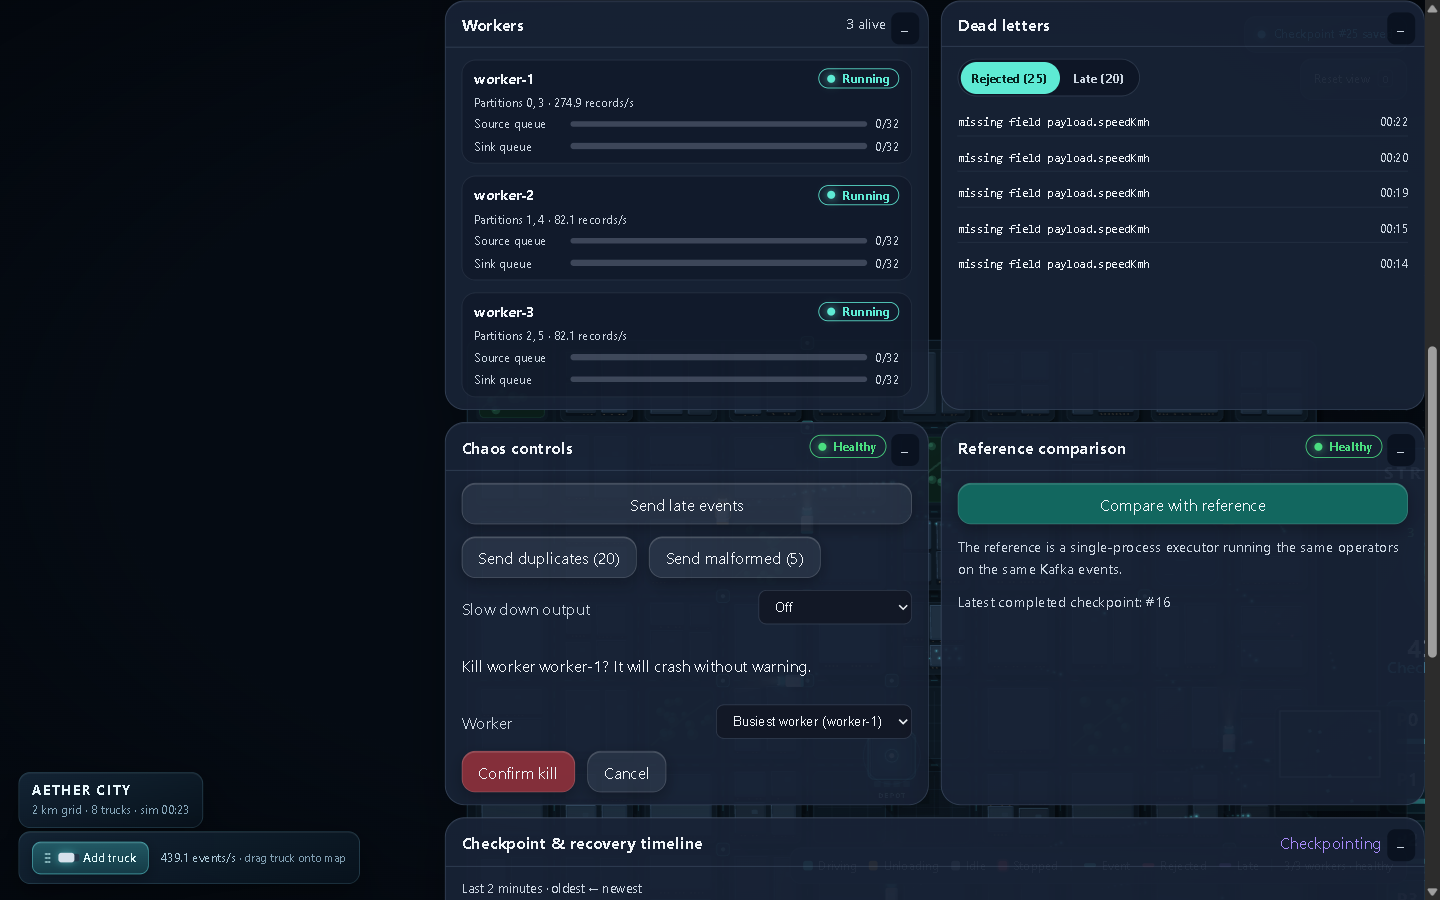 Workers
3 alive
_
worker-1
Running
Partitions 0, 3 · 274.9 records/s
Source queue
0/32
Sink queue
0/32
worker-2
Running
Partitions 1, 4 · 82.1 records/s
Source queue
0/32
Sink queue
0/32
worker-3
Running
Partitions 2, 5 · 82.1 records/s
Source queue
0/32
Sink queue
0/32
Dead letters
_
Checkpoint #25 save
Reset view
Rejected (25)
Late (20)
missing field payload.speedKmh 00:22
missing field payload.speedKmh 00:20
missing field payload.speedKmh 00:19
missing field payload.speedKmh 00:15
missing field payload.speedKmh 00:14
Chaos controls
Healthy
_
Send late events
Send duplicates (20)
Send malformed (5)
Slow down output
Off
Kill worker worker-1? It will crash without warning.
Worker
Busiest worker (worker-1)
Confirm kill
Cancel
Reference comparison
Healthy
_
Compare with reference
The reference is a single-process executor running the same operators
on the same Kafka events.
Latest completed checkpoint: #16
AETHER CITY
2 km grid · 8 trucks · sim 00:23
Add truck
439.1 events/s · drag truck onto map
Checkpoint & recovery timeline
Checkpointing
_
Last 2 minutes · oldest ← newest